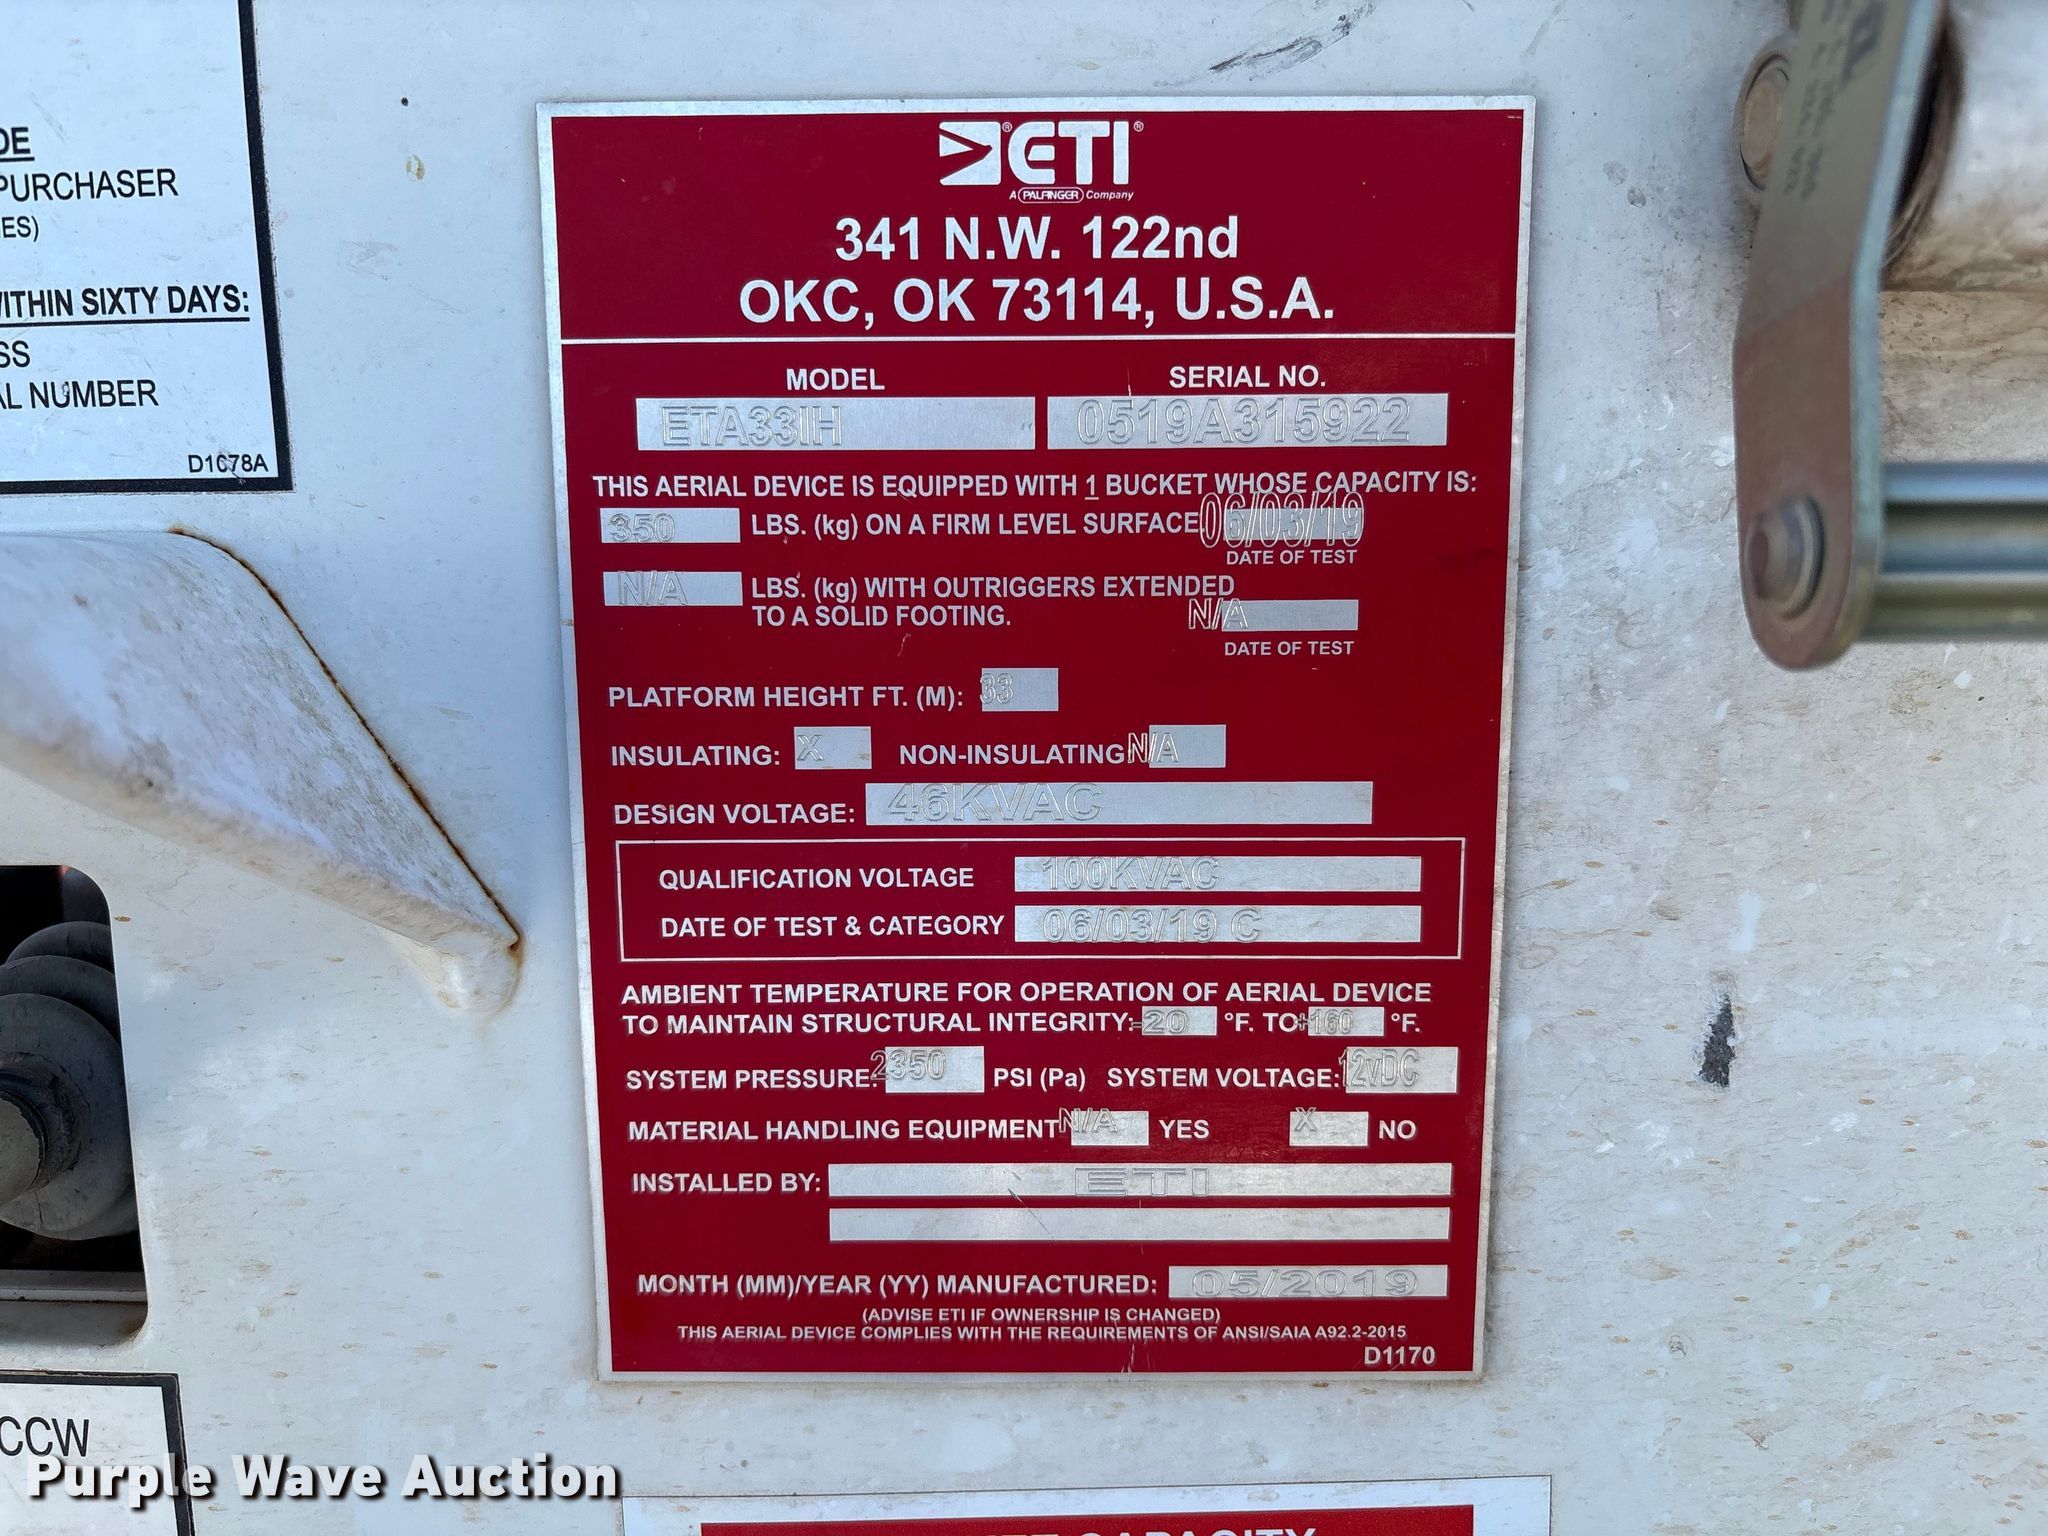 DE
PURCHASER
ES)
WITHIN SIXTY DAYS:
SS
AL NUMBER
D1078A
ETI
A PALFINGER Company
341 N.W. 122nd
OKC, OK 73114, U.S.A.
MODEL SERIAL NO.
ETA33IH 0519A315922
THIS AERIAL DEVICE IS EQUIPPED WITH 1 BUCKET WHOSE CAPACITY IS:
350 LBS. (kg) ON A FIRM LEVEL SURFACE 06/03/19
DATE OF TEST
N/A LBS. (kg) WITH OUTRIGGERS EXTENDED
TO A SOLID FOOTING. N/A
DATE OF TEST
PLATFORM HEIGHT FT. (M): 33
INSULATING: X NON-INSULATING N/A
DESIGN VOLTAGE: 46KVAC
QUALIFICATION VOLTAGE 100KVAC
DATE OF TEST & CATEGORY 06/03/19 C
AMBIENT TEMPERATURE FOR OPERATION OF AERIAL DEVICE
TO MAINTAIN STRUCTURAL INTEGRITY: -20 °F. TO +160 °F.
SYSTEM PRESSURE: 2350 PSI (Pa) SYSTEM VOLTAGE: 12vDC
MATERIAL HANDLING EQUIPMENT N/A YES X NO
INSTALLED BY: ETI
MONTH (MM)/YEAR (YY) MANUFACTURED: 05/2019
(ADVISE ETI IF OWNERSHIP IS CHANGED)
THIS AERIAL DEVICE COMPLIES WITH THE REQUIREMENTS OF ANSI/SAIA A92.2-2015
D1170
CCW
Purple Wave Auction
CAPACITY